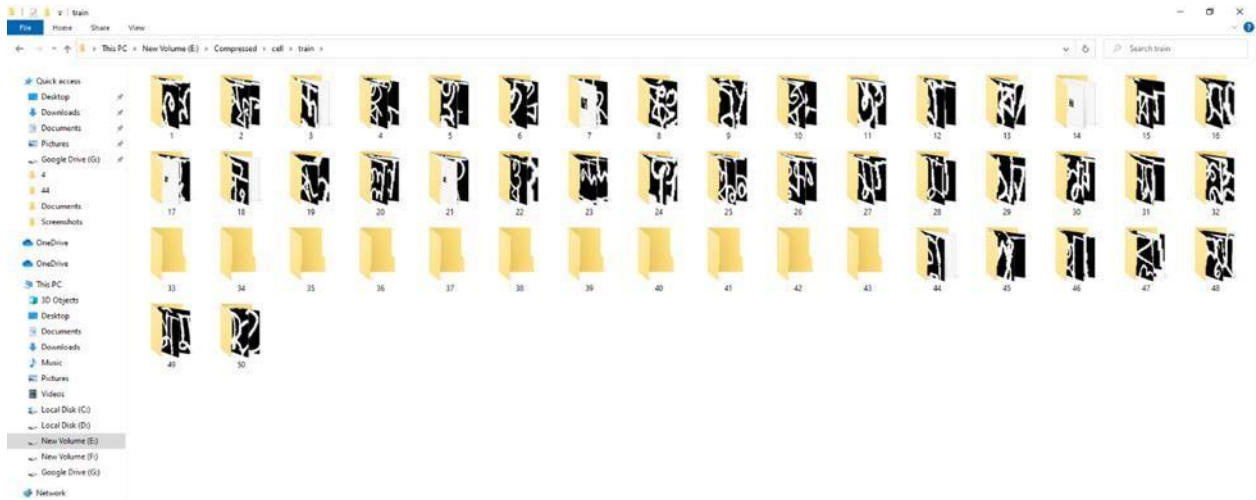 train
File Home Share View
This PC > New Volume (E:) > Compressed > cell > train >
Search train
Quick access
Desktop
Downloads
Documents
Pictures
Google Drive (G:)
4
44
Documents
Screenshots
OneDrive
OneDrive
This PC
3D Objects
Desktop
Documents
Downloads
Music
Pictures
Videos
Local Disk (C:)
Local Disk (D:)
New Volume (E:)
New Volume (F:)
Google Drive (G:)
Network
1 2 3 4 5 6 7 8 9 10 11 12 13 14 15 16
17 18 19 20 21 22 23 24 25 26 27 28 29 30 31 32
33 34 35 36 37 38 39 40 41 42 43 44 45 46 47 48
49 50